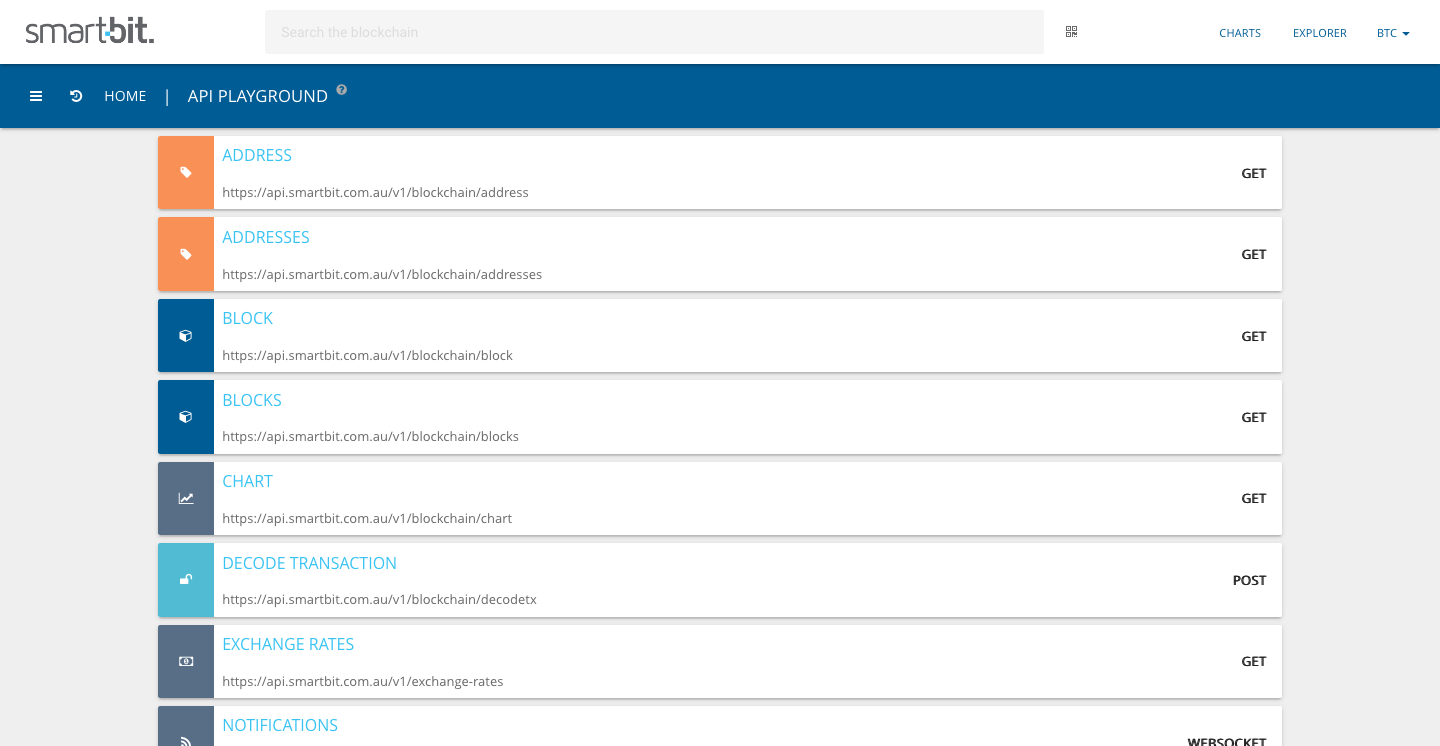 smartbit.
Search the blockchain
CHARTS
EXPLORER
BTC
HOME | API PLAYGROUND
ADDRESS
https://api.smartbit.com.au/v1/blockchain/address
GET
ADDRESSES
https://api.smartbit.com.au/v1/blockchain/addresses
GET
BLOCK
https://api.smartbit.com.au/v1/blockchain/block
GET
BLOCKS
https://api.smartbit.com.au/v1/blockchain/blocks
GET
CHART
https://api.smartbit.com.au/v1/blockchain/chart
GET
DECODE TRANSACTION
https://api.smartbit.com.au/v1/blockchain/decodetx
POST
EXCHANGE RATES
https://api.smartbit.com.au/v1/exchange-rates
GET
NOTIFICATIONS
WEBSOCKET